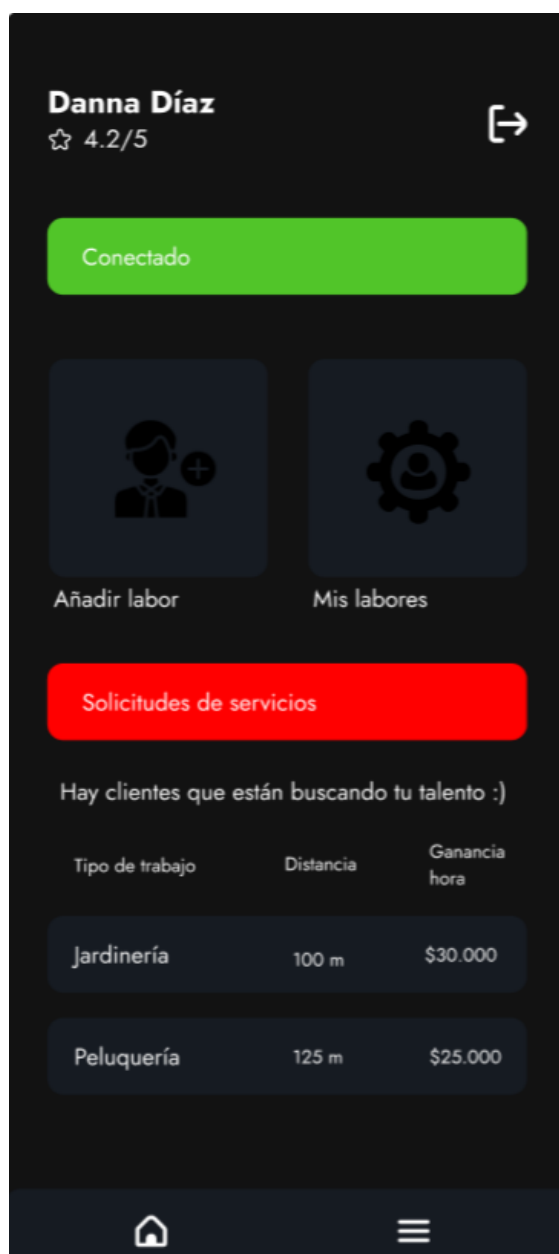 Danna Díaz
4.2/5
Conectado
Añadir labor
Mis labores
Solicitudes de servicios
Hay clientes que están buscando tu talento :)
Tipo de trabajo
Distancia
Ganancia
hora
Jardinería
100 m
$30.000
Peluquería
125 m
$25.000